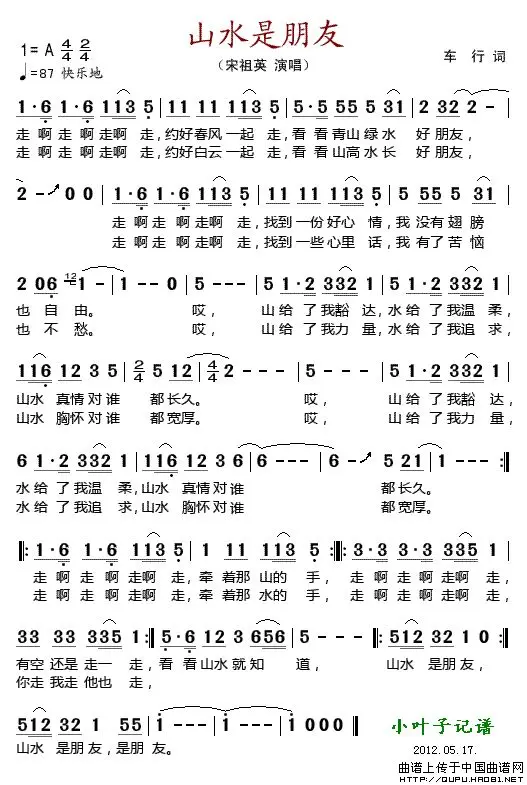 山水是朋友
1= A 4/4 2/4
（宋祖英 演唱）
车 行 词
♩=87 快乐地
1·6 1·6 113 5 | 11 11 113 5 | 5 55 5 31 | 2 32 2 - |
走 啊走 啊 走啊 走，约好春风一起 走，看 看青山 绿水 好朋友，
走 啊走 啊 走啊 走，约好白云一起 走，看 看山高 水长 好朋友，
2 - 0 0 | 1·6 1·6 113 5 | 11 11 113 5 | 5 55 5 31 |
走 啊走 啊 走啊 走，找到一份好心 情，我 没有翅 膀
走 啊走 啊 走啊 走，找到一些心里 话，我 有了苦 恼
2 06 12 1 - | 1 - - 0 | 5 - - - | 5 1·2 332 1 | 5 1·2 332 1 |
也 自 由。 哎， 山给 了我豁 达，水给 了我温 柔，
也 不 愁。 哎， 山给 了我力 量，水给 了我追 求，
116 12 3 5 | 2/4 5 12 | 4/4 2 - - - | 5 - - - | 5 1·2 332 1 |
山水 真情对谁 都长久。 哎， 山给 了我豁 达，
山水 胸怀对谁 都宽厚。 哎， 山给 了我力 量，
6 1·2 332 1 | 116 12 3 6 | 6 - - 6 | 5 521 | 1 - - :||
水给 了我温 柔，山水 真情对谁 都长久。
水给 了我追 求，山水 胸怀对谁 都宽厚。
||: 1·6 1·6 113 5 | 1 11 113 5 :||: 3·3 3·3 335 1 |
走 啊走 啊 走啊 走，牵 着那 山的 手，走 啊走 啊走啊 走，
走 啊走 啊 走啊 走，牵 着那 水的 手，走 啊走 啊走啊 走，
33 33 335 1 :|| 5·6 12 3 656 | 5 - - - :||: 512 32 1 0 |
有空 还是 走一 走，看 看山水就知 道， 山水 是朋友，
你走 我走 他也 走，
512 32 1 55 | 1 - - - | 1 - - - | 1 0 0 0 ||
山水 是朋 友，是朋 友。
小叶子记谱
2012.05.17.
曲谱上传于中国曲谱网
http://QUPU.HAO81.NET